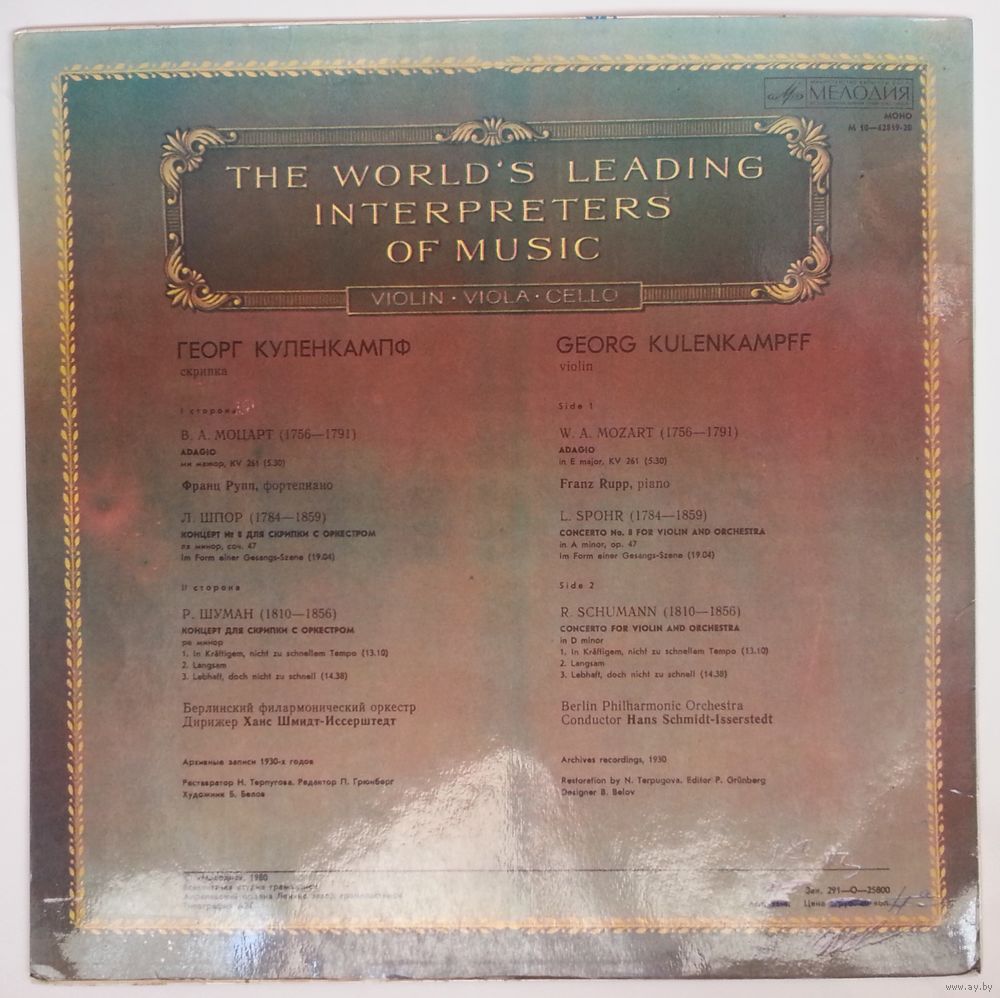 МЕЛОДИЯ
МОНО
М 10—42859-20
THE WORLD'S LEADING
INTERPRETERS
OF MUSIC
VIOLIN · VIOLA · CELLO
ГЕОРГ КУЛЕНКАМПФ
скрипка
I сторона
В. А. МОЦАРТ (1756—1791)
АДАGIO
ми мажор, KV 261 (5.30)
Франц Рупп, фортепиано
Л. ШПОР (1784—1859)
КОНЦЕРТ № 8 ДЛЯ СКРИПКИ С ОРКЕСТРОМ
ля минор, соч. 47
Im Form einer Gesangs-Szene (19.04)
II сторона
Р. ШУМАН (1810—1856)
КОНЦЕРТ ДЛЯ СКРИПКИ С ОРКЕСТРОМ
ре минор
1. In Kräftigem, nicht zu schnellem Tempo (13.10)
2. Langsam
3. Lebhaft, doch nicht zu schnell (14.38)
Берлинский филармонический оркестр
Дирижер Ханс Шмидт-Иссерштедт
Архивные записи 1930-х годов
Реставратор Н. Терпугова. Редактор П. Грюнберг
Художник Б. Белов
GEORG KULENKAMPFF
violin
Side 1
W. A. MOZART (1756—1791)
ADAGIO
in E major, KV 261 (5.30)
Franz Rupp, piano
L. SPOHR (1784—1859)
CONCERTO No. 8 FOR VIOLIN AND ORCHESTRA
in A minor, op. 47
Im Form einer Gesangs-Szene (19.04)
Side 2
R. SCHUMANN (1810—1856)
CONCERTO FOR VIOLIN AND ORCHESTRA
in D minor
1. In Kräftigem, nicht zu schnellem Tempo (13.10)
2. Langsam
3. Lebhaft, doch nicht zu schnell (14.38)
Berlin Philharmonic Orchestra
Conductor Hans Schmidt-Isserstedt
Archives recordings, 1930
Restoration by N. Terpugova. Editor P. Grünberg
Designer B. Belov
1980
Зак. 291—О—25800
Цена
www.ay.by